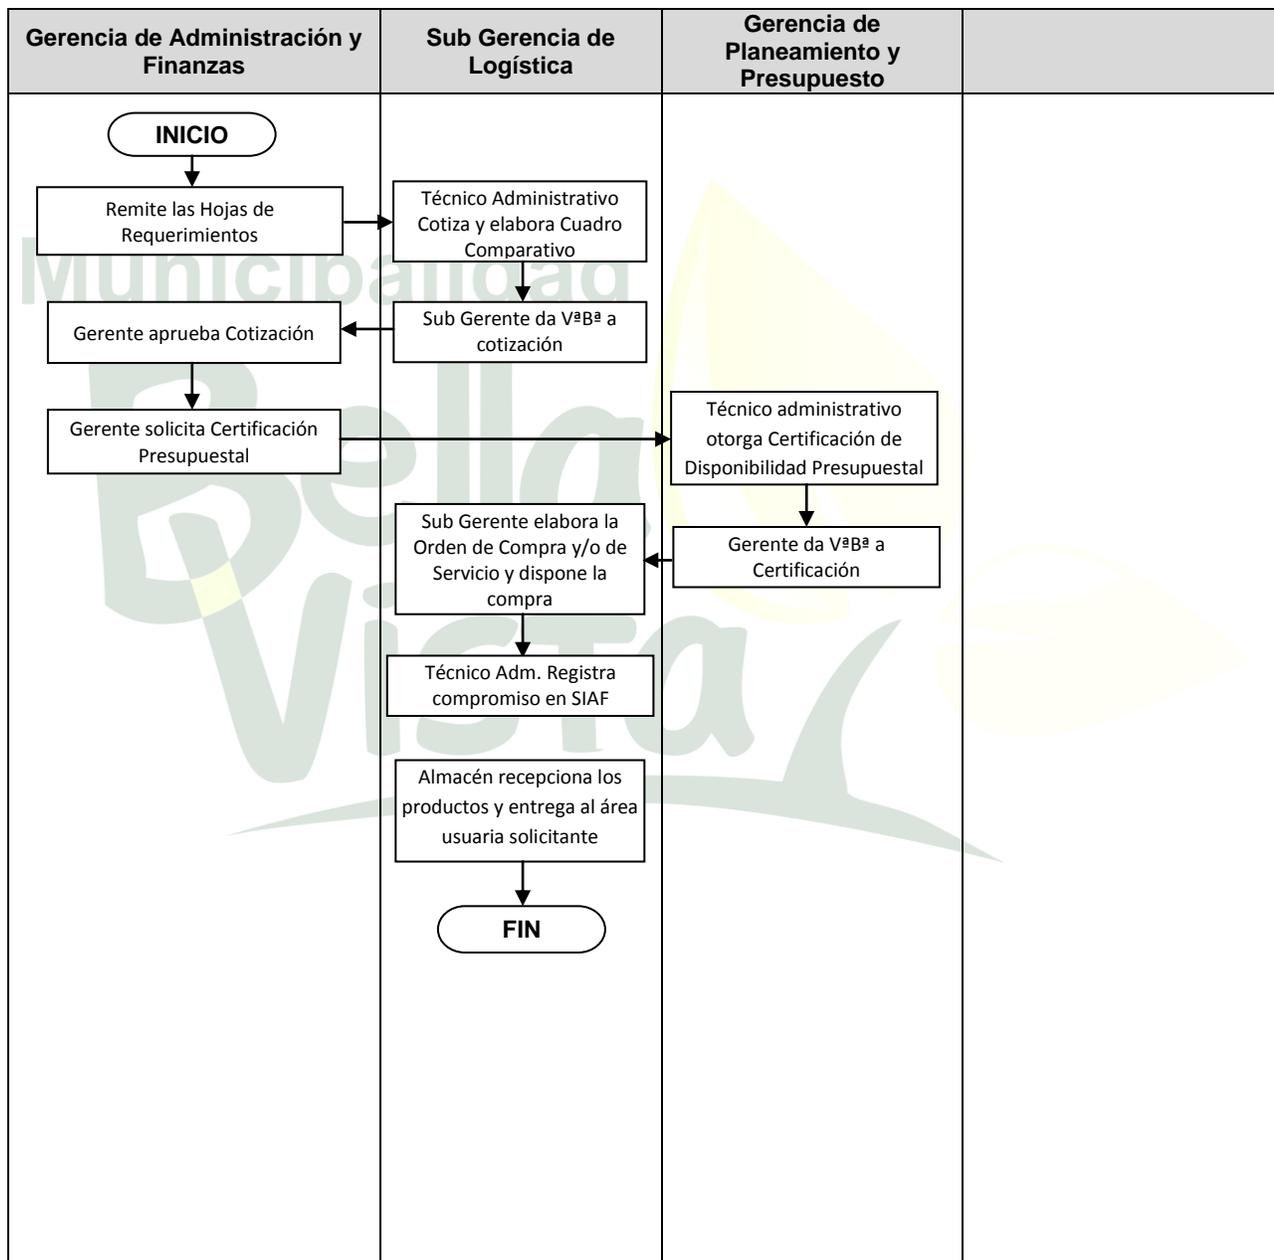 Gerencia de Administración y
Finanzas
Sub Gerencia de
Logística
Gerencia de
Planeamiento y
Presupuesto
INICIO
Remite las Hojas de
Requerimientos
Técnico Administrativo
Cotiza y elabora Cuadro
Comparativo
Municipalidad
Gerente aprueba Cotización
Sub Gerente da VªBª a
cotización
Bella
Gerente solicita Certificación
Presupuestal
Técnico administrativo
otorga Certificación de
Disponibilidad Presupuestal
Sub Gerente elabora la
Orden de Compra y/o de
Servicio y dispone la
compra
Gerente da VªBª a
Certificación
Vista
Técnico Adm. Registra
compromiso en SIAF
Almacén recepciona los
productos y entrega al área
usuaria solicitante
FIN